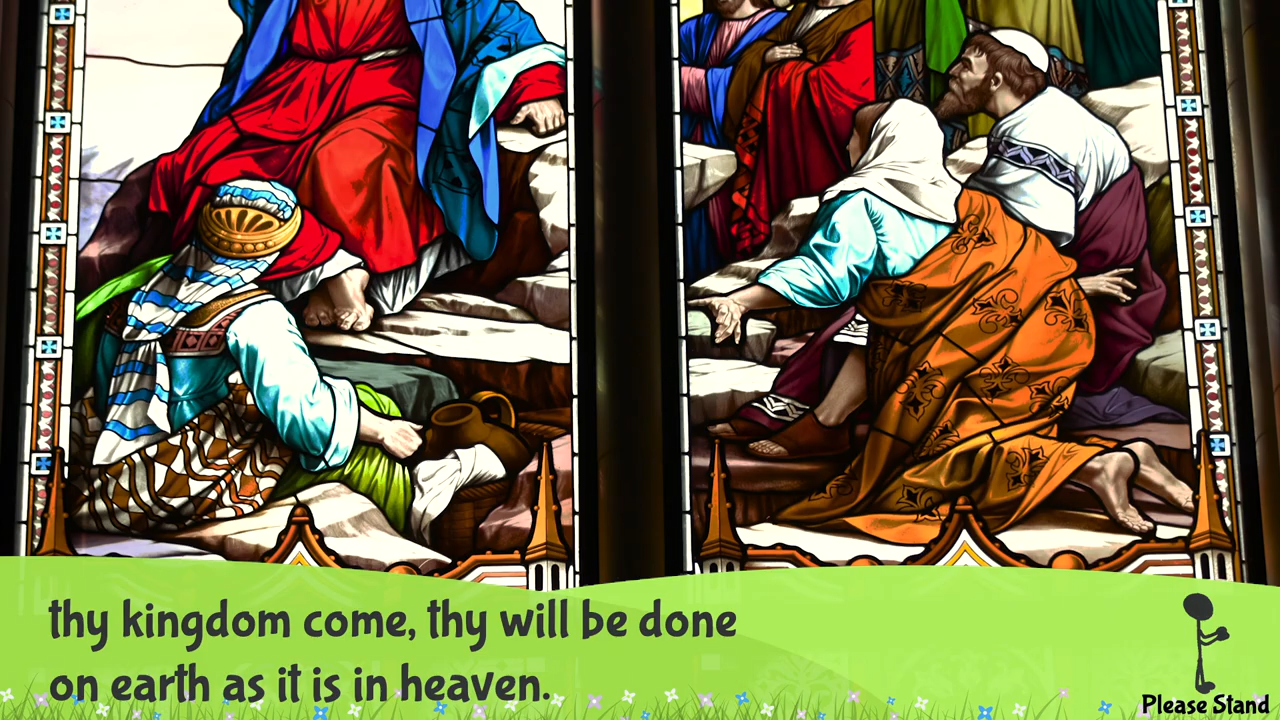 thy kingdom come, thy will be done
on earth as it is in heaven.
Please Stand